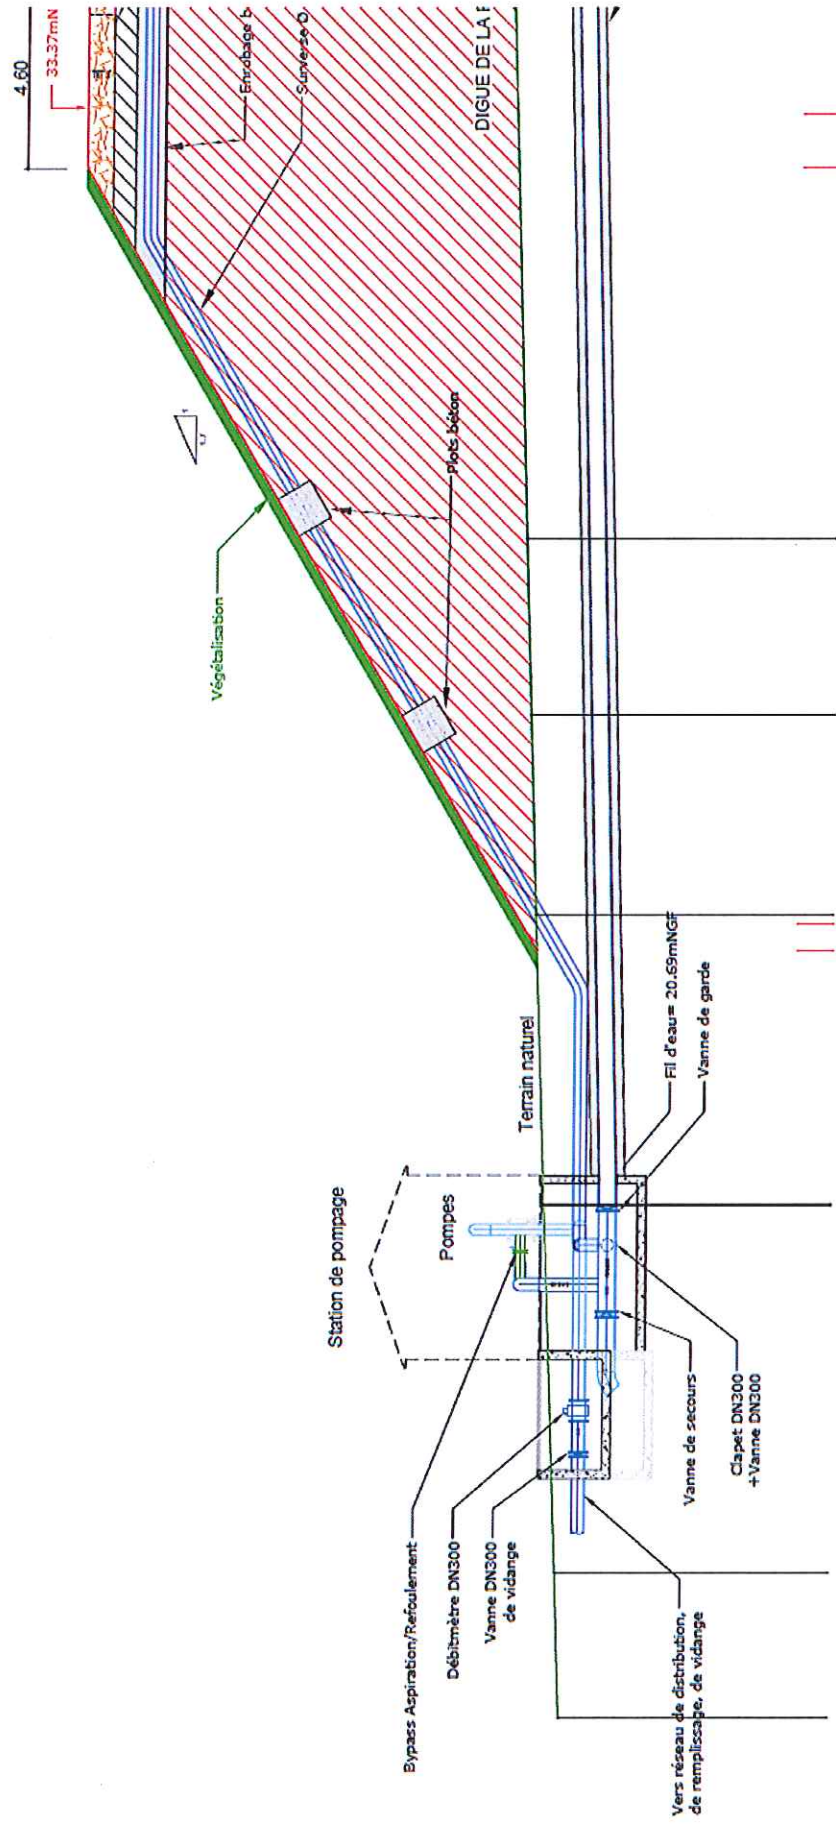 4.60
33.37mN
Enrobage b
Surverse
DIGUE DE LA
Végétalisation
Plots béton
Terrain naturel
Fil d'eau= 20.69mNGF
Vanne de garde
Station de pompage
Pompes
Bypass Aspiration/Refoulement
Débitmètre DN300
Vanne DN300
de vidange
Vanne de secours
Clapet DN300
+Vanne DN300
Vers réseau de distribution,
de remplissage, de vidange